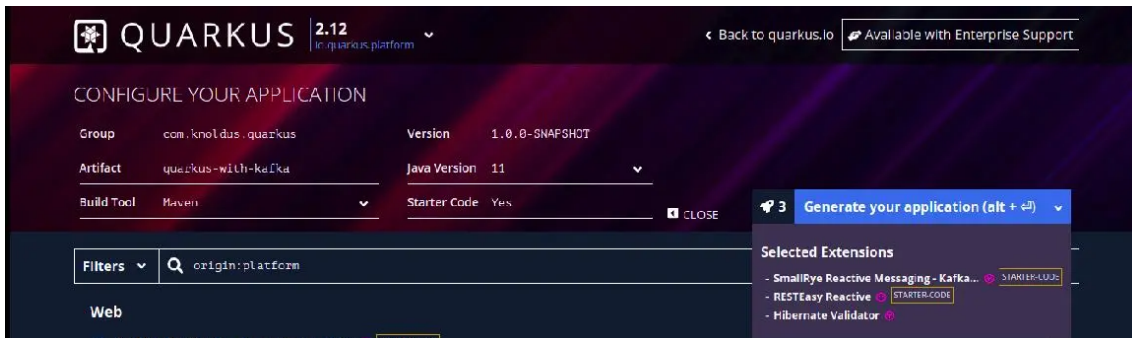 QUARKUS 2.12
io.quarkus.platform
Back to quarkus.io Available with Enterprise Support
CONFIGURE YOUR APPLICATION
Group com.knoldus.quarkus Version 1.0.0-SNAPSHOT
Artifact quarkus-with-kafka Java Version 11
Build Tool Maven Starter Code Yes
CLOSE
3 Generate your application (alt + ⏎)
Selected Extensions
- SmallRye Reactive Messaging - Kafka... STARTER-CODE
- RESTEasy Reactive STARTER-CODE
- Hibernate Validator
Filters origin:platform
Web